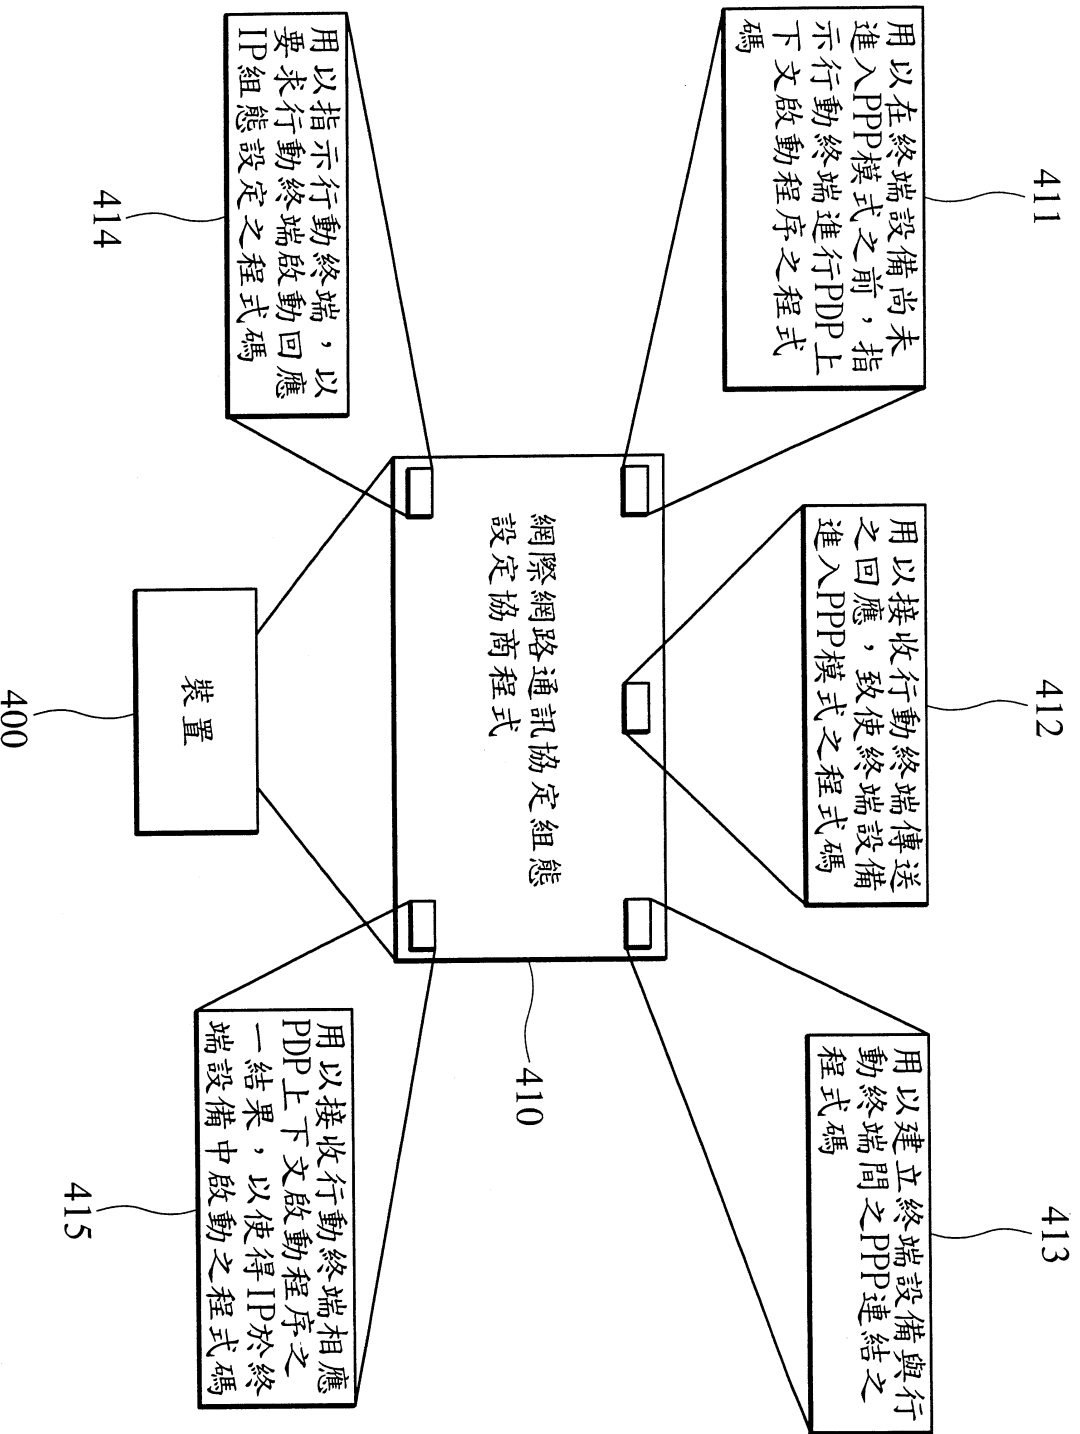 411
用以在終端設備尚未
進入PPP模式之前，指
示行動終端進行PDP上
下文啟動程序之程式
碼
412
用以接收行動終端傳送
之回應，致使終端設備
進入PPP模式之程式碼
413
用以建立終端設備與行
動終端間之PPP連結之
程式碼
網際網路通訊協定組態
設定協商程式
410
414
用以指示行動終端，以
要求行動終端啟動回應
IP組態設定之程式碼
裝置
400
415
用以接收行動終端相應
PDP上下文啟動程序之
一結果，以使得IP於終
端設備中啟動之程式碼